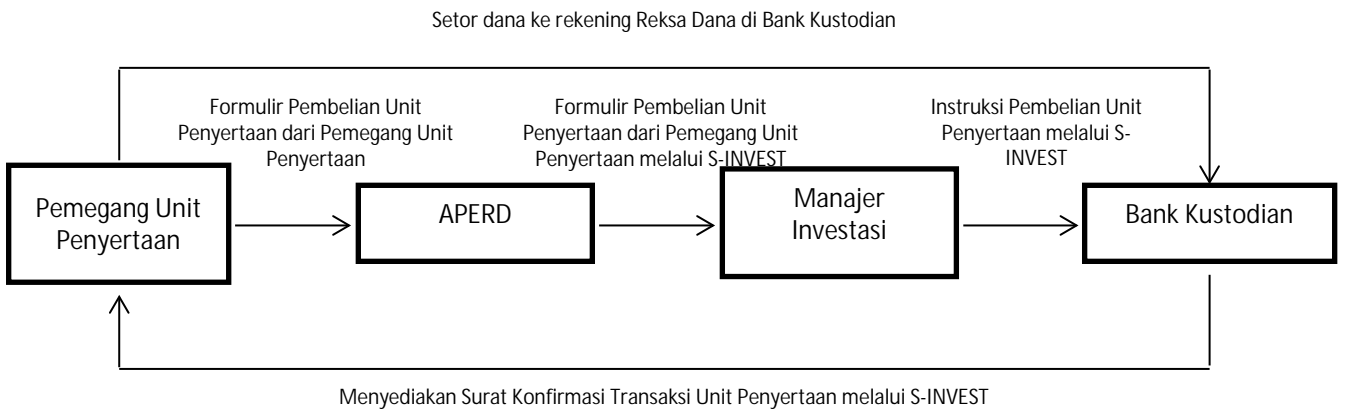 Setor dana ke rekening Reksa Dana di Bank Kustodian
Formulir Pembelian Unit
Penyertaan dari Pemegang Unit
Penyertaan
Formulir Pembelian Unit
Penyertaan dari Pemegang Unit
Penyertaan melalui S-INVEST
Instruksi Pembelian Unit
Penyertaan melalui S-
INVEST
Pemegang Unit
Penyertaan
APERD
Manajer
Investasi
Bank Kustodian
Menyediakan Surat Konfirmasi Transaksi Unit Penyertaan melalui S-INVEST